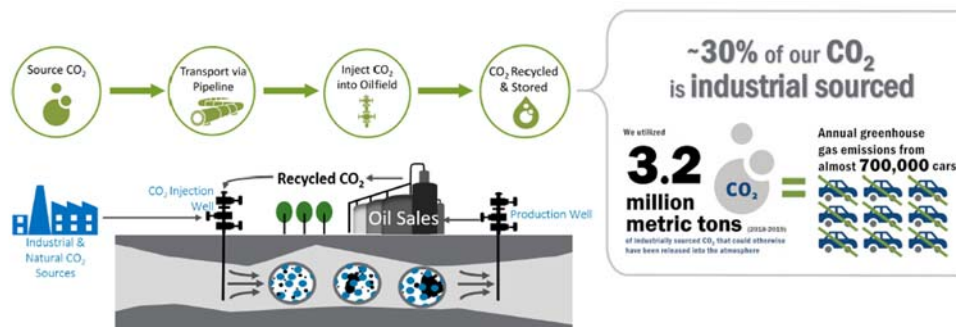 Source CO₂
Transport via
Pipeline
Inject CO₂
into Oilfield
CO₂ Recycled
& Stored
~30% of our CO₂
is industrial sourced
We utilized
3.2
million
metric tons (2018-2019)
of industrially sourced CO₂ that could otherwise
have been released into the atmosphere
CO₂
=
Annual greenhouse
gas emissions from
almost 700,000 cars
CO₂ Injection
Well
Recycled CO₂
Oil Sales
Production Well
Industrial &
Natural CO₂
Sources